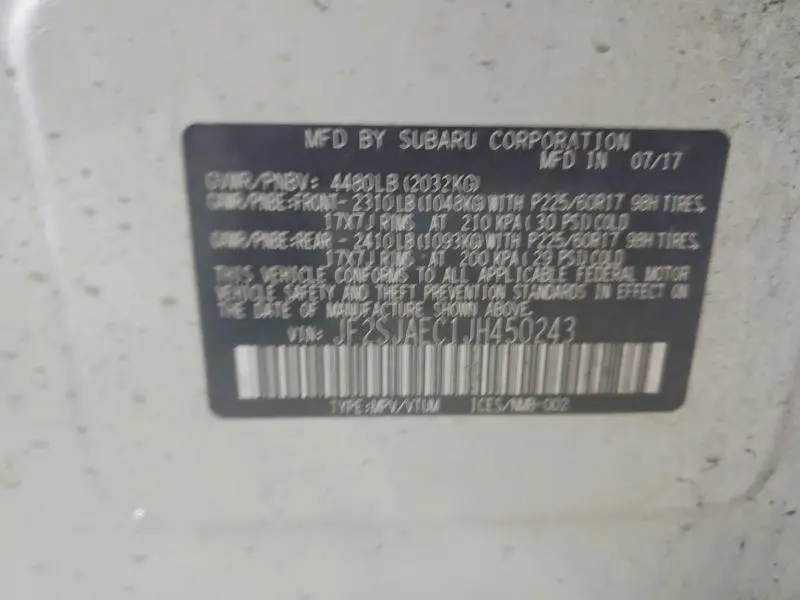 MFD BY SUBARU CORPORATION
MFD IN 07/17
GVWR/PNBV: 4480LB(2032KG)
GAWR/PNBE:FRONT- 2310LB(1048KG)WITH P225/60R17 98H TIRES,
17X7J RIMS AT 210 KPA(30 PSI)COLD
GAWR/PNBE:REAR - 2410LB(1093KG)WITH P225/60R17 98H TIRES,
17X7J RIMS AT 200 KPA(29 PSI)COLD
THIS VEHICLE CONFORMS TO ALL APPLICABLE FEDERAL MOTOR
VEHICLE SAFETY AND THEFT PREVENTION STANDARDS IN EFFECT ON
THE DATE OF MANUFACTURE SHOWN ABOVE.
VIN: JF2SJAEC1JH450243
TYPE:MPV/VTUM ICES/NMB-002